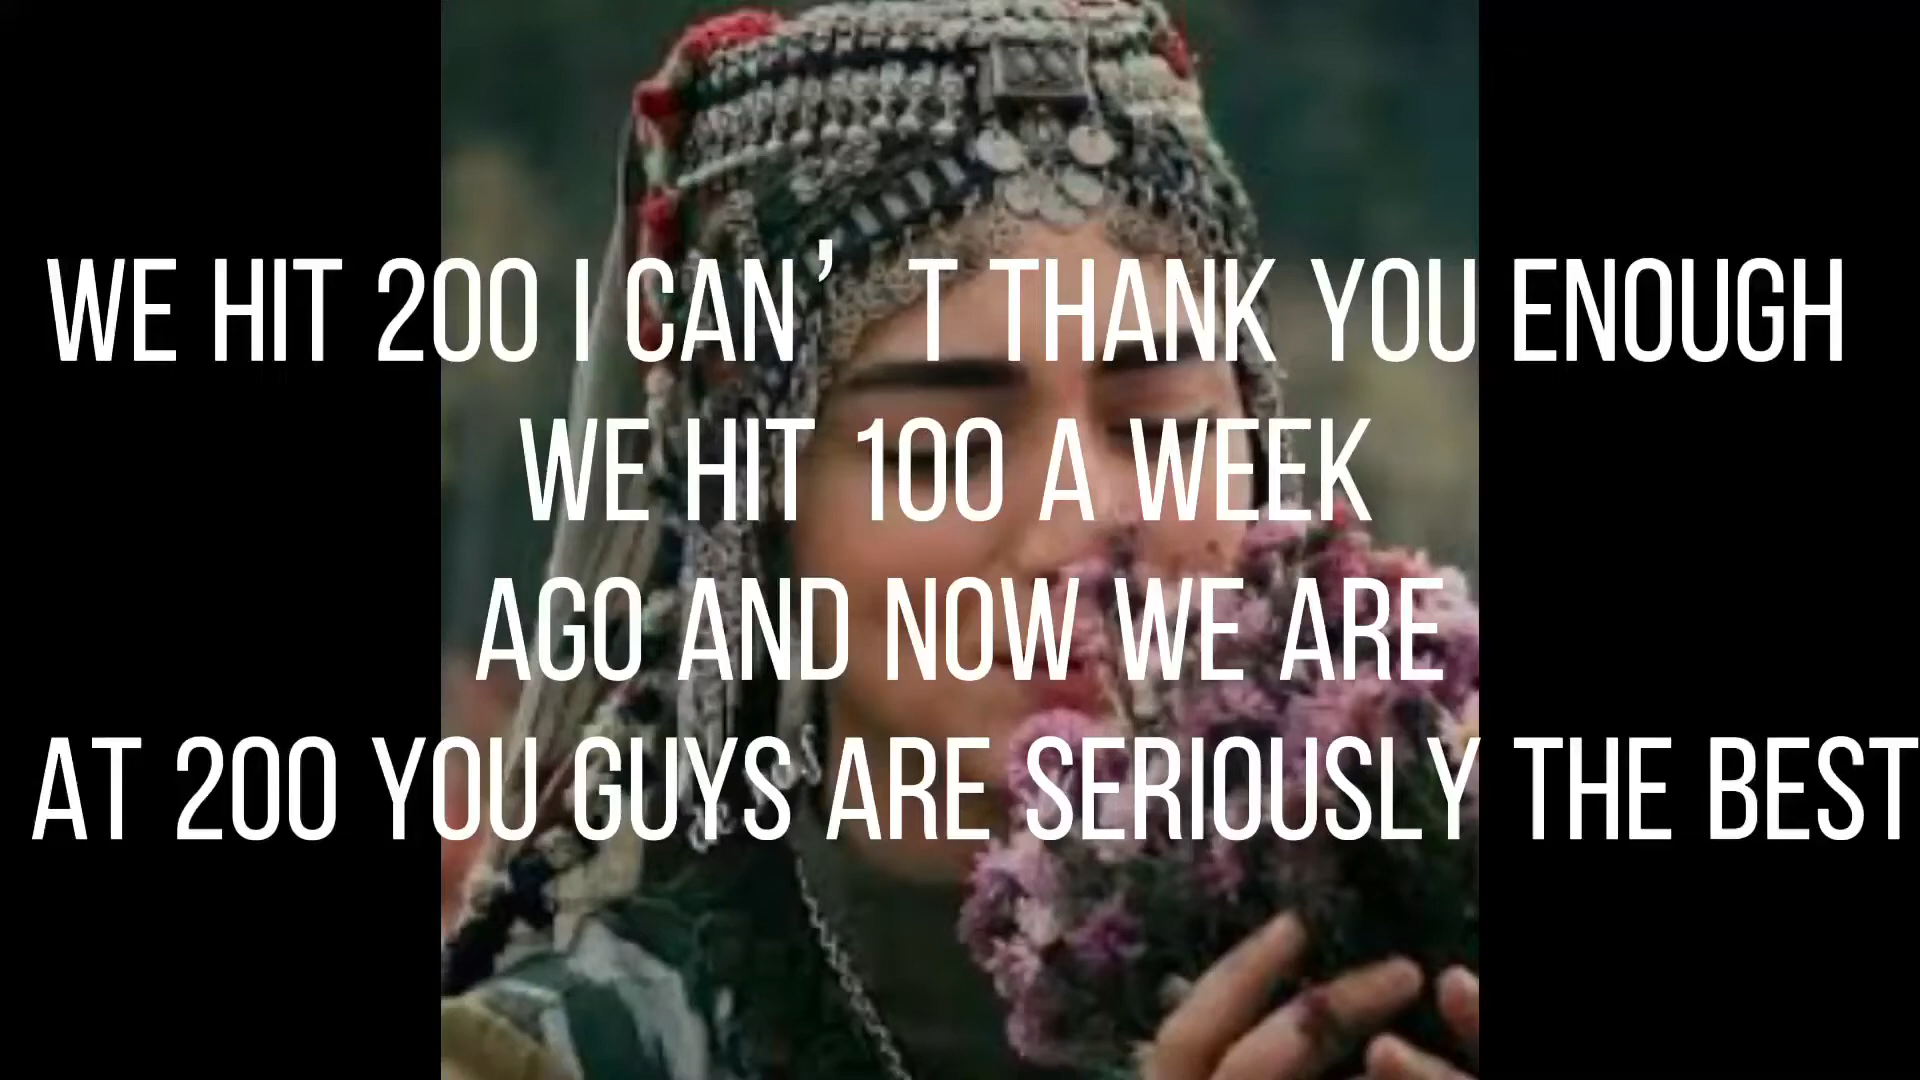 WE HIT 200 I CAN’T THANK YOU ENOUGH
WE HIT 100 A WEEK
AGO AND NOW WE ARE
AT 200 YOU GUYS ARE SERIOUSLY THE BEST